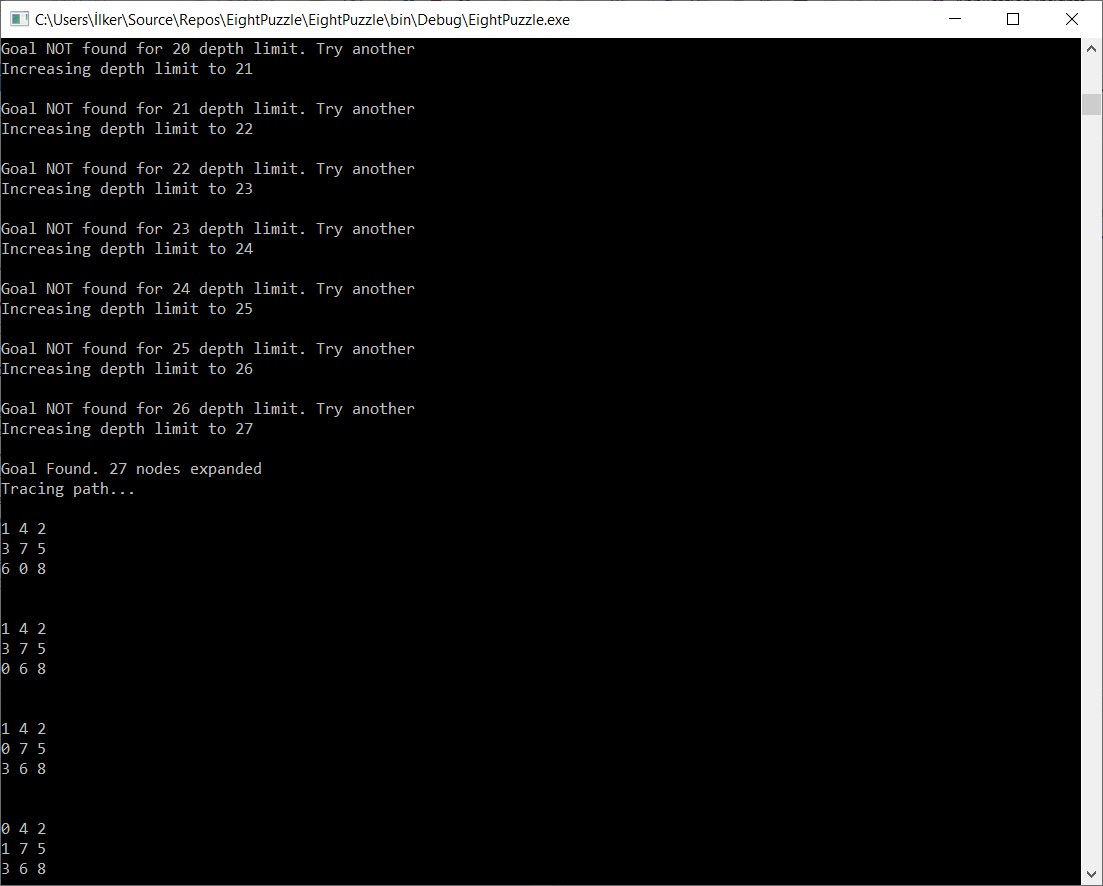 C:\Users\İlker\Source\Repos\EightPuzzle\EightPuzzle\bin\Debug\EightPuzzle.exe
Goal NOT found for 20 depth limit. Try another
Increasing depth limit to 21
Goal NOT found for 21 depth limit. Try another
Increasing depth limit to 22
Goal NOT found for 22 depth limit. Try another
Increasing depth limit to 23
Goal NOT found for 23 depth limit. Try another
Increasing depth limit to 24
Goal NOT found for 24 depth limit. Try another
Increasing depth limit to 25
Goal NOT found for 25 depth limit. Try another
Increasing depth limit to 26
Goal NOT found for 26 depth limit. Try another
Increasing depth limit to 27
Goal Found. 27 nodes expanded
Tracing path...
1 4 2
3 7 5
6 0 8
1 4 2
3 7 5
0 6 8
1 4 2
0 7 5
3 6 8
0 4 2
1 7 5
3 6 8